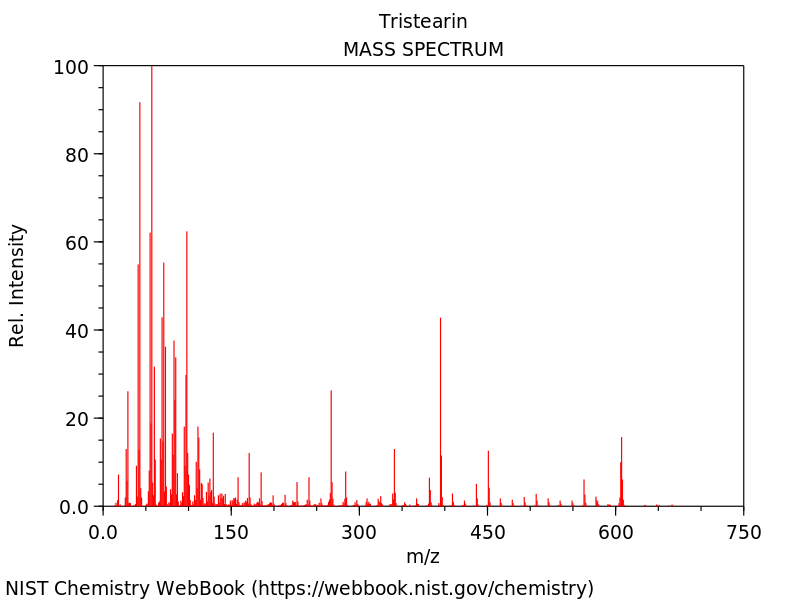 Tristearin
MASS SPECTRUM
100
80
60
40
20
0.0
Rel. Intensity
0.0 150 300 450 600 750
m/z
NIST Chemistry WebBook (https://webbook.nist.gov/chemistry)